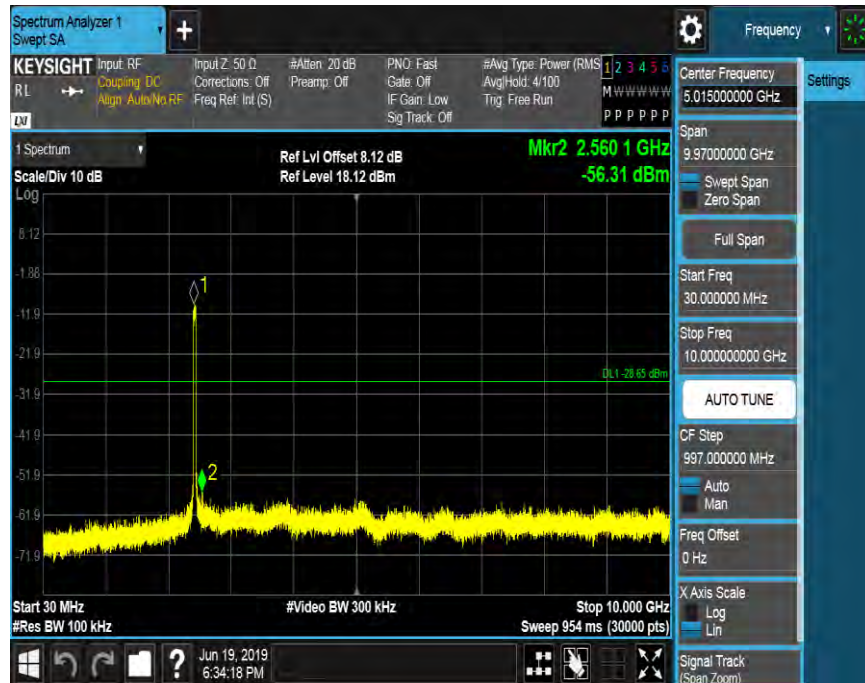 Spectrum Analyzer 1
Swept SA
+
Frequency
KEYSIGHT
RL
LXI
Input: RF
Coupling: DC
Align: Auto/No RF
Input Z: 50 Ω
Corrections: Off
Freq Ref: Int (S)
#Atten: 20 dB
Preamp: Off
PNO: Fast
Gate: Off
IF Gain: Low
Sig Track: Off
#Avg Type: Power (RMS
Avg|Hold: 4/100
Trig: Free Run
1 2 3 4 5 6
M W W W W W
P P P P P P
1 Spectrum
Scale/Div 10 dB
Log
Ref Lvl Offset 8.12 dB
Ref Level 18.12 dBm
Mkr2 2.560 1 GHz
-56.31 dBm
8.12
-1.88
-11.9
-21.9
-31.9
-41.9
-51.9
-61.9
-71.9
1
2
DL1 -28.65 dBm
Start 30 MHz
#Res BW 100 kHz
#Video BW 300 kHz
Stop 10.000 GHz
Sweep 954 ms (30000 pts)
Center Frequency
5.015000000 GHz
Settings
Span
9.97000000 GHz
Swept Span
Zero Span
Full Span
Start Freq
30.000000 MHz
Stop Freq
10.000000000 GHz
AUTO TUNE
CF Step
997.000000 MHz
Auto
Man
Freq Offset
0 Hz
X Axis Scale
Log
Lin
Signal Track
(Span Zoom)
?
Jun 19, 2019
6:34:18 PM